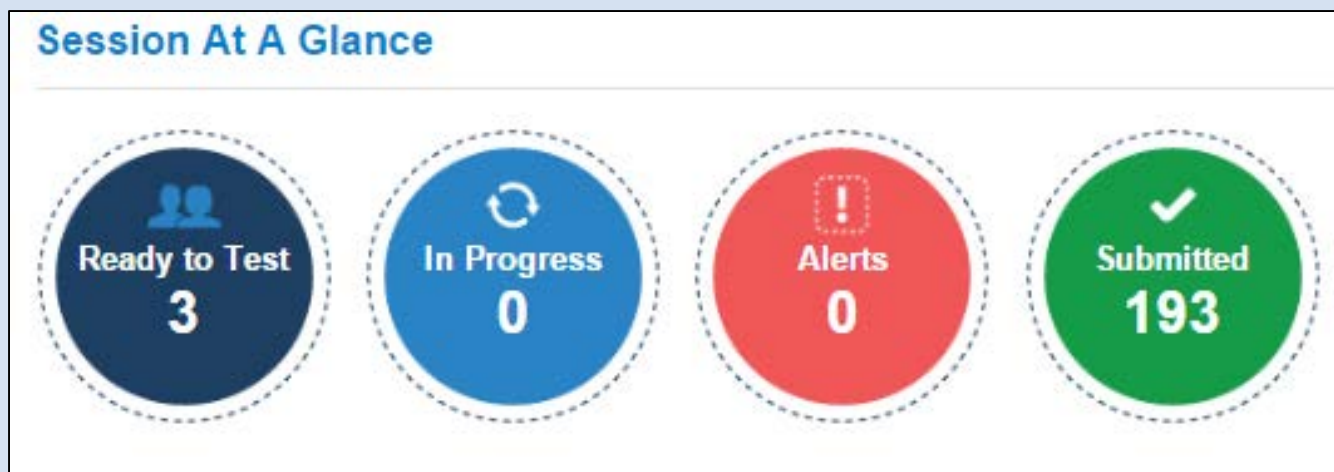 Session At A Glance
Ready to Test
3
In Progress
0
!
Alerts
0
Submitted
193